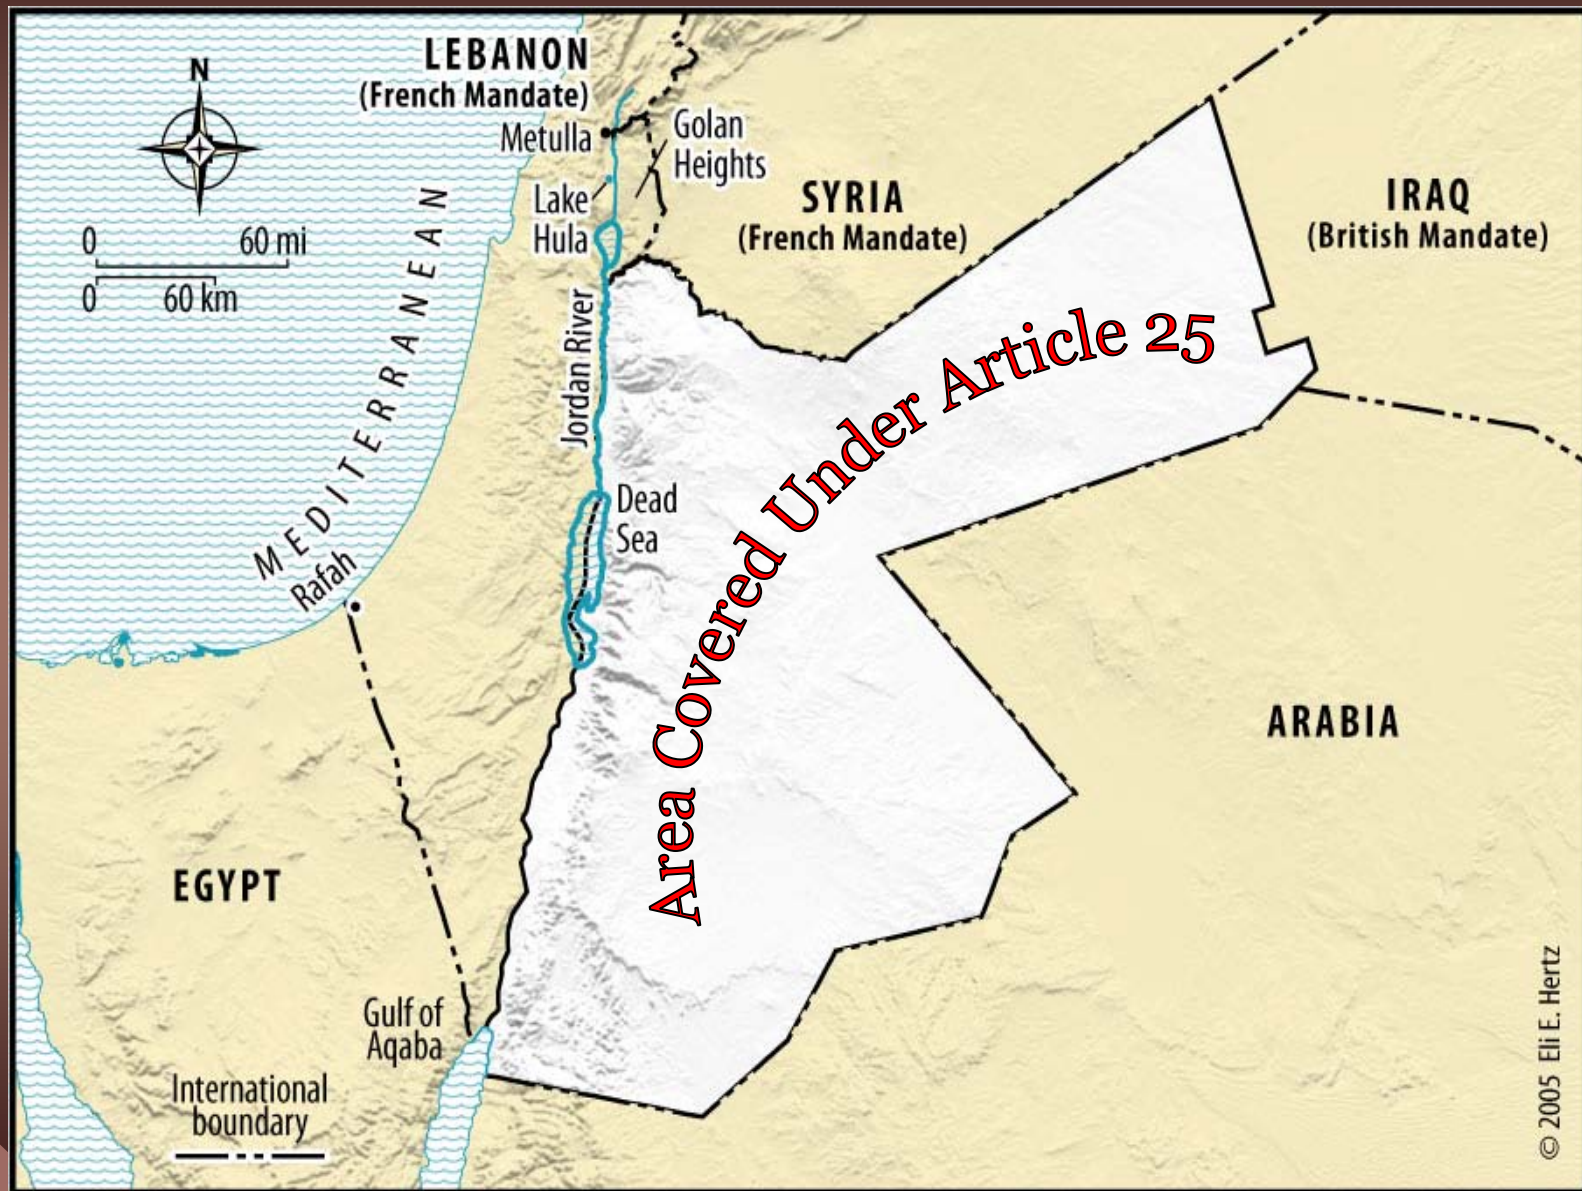 LEBANON
(French Mandate)
N
Metulla
Golan
Heights
Lake
Hula
SYRIA
(French Mandate)
IRAQ
(British Mandate)
0 60 mi
0 60 km
MEDITERRANEAN
Jordan River
Area Covered Under Article 25
Dead
Sea
Rafah
ARABIA
EGYPT
Gulf of
Aqaba
International
boundary
© 2005 Eli E. Hertz